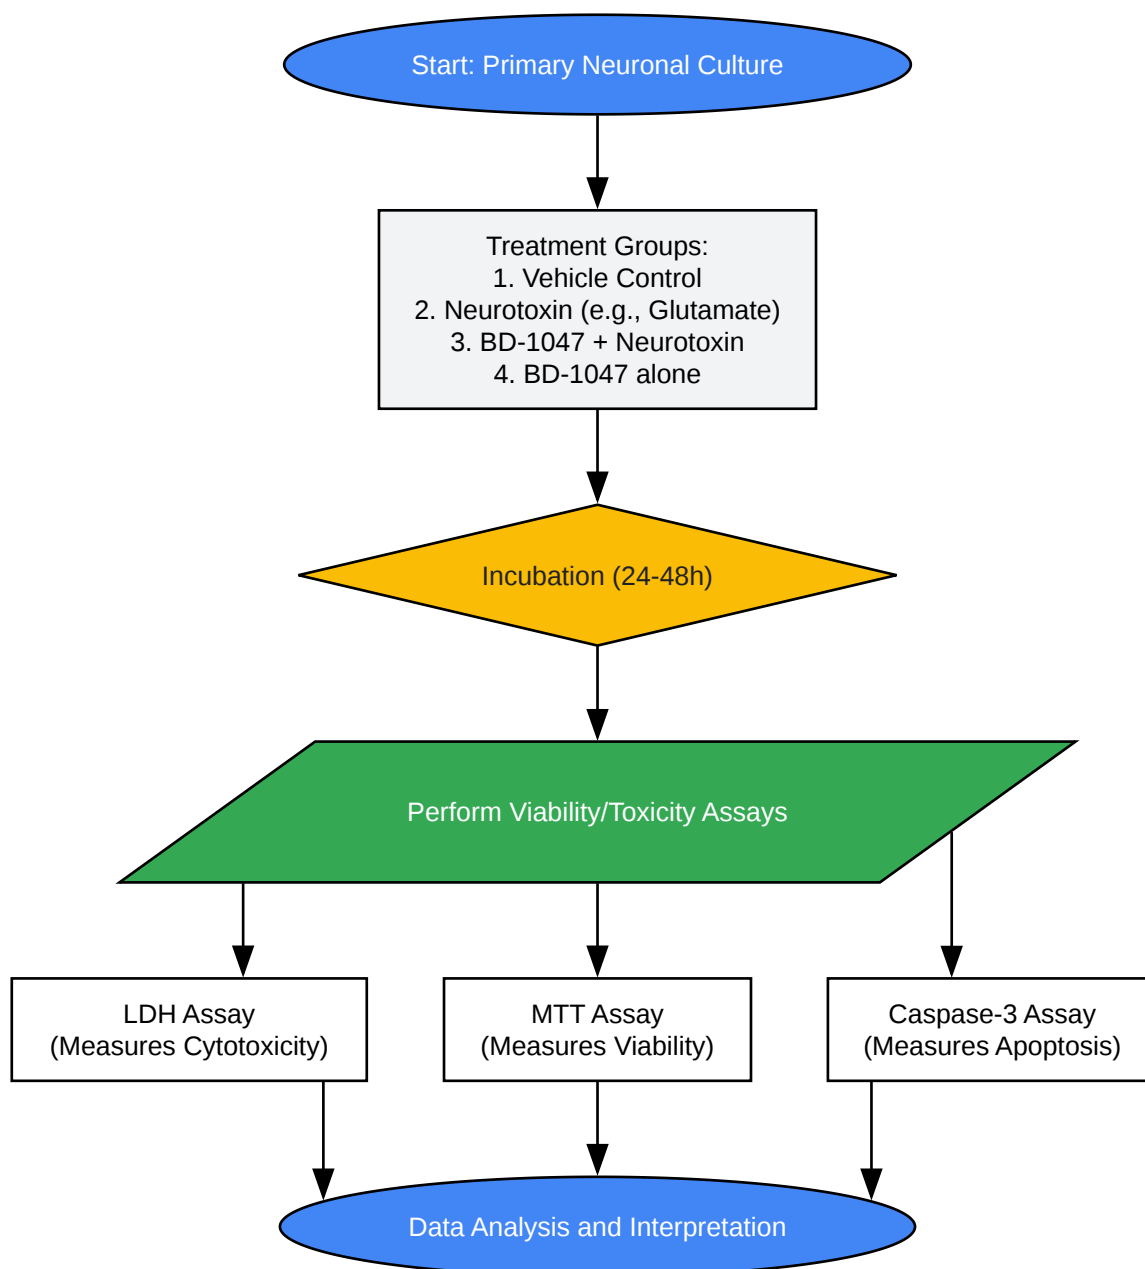 Start: Primary Neuronal Culture
Treatment Groups:
1. Vehicle Control
2. Neurotoxin (e.g., Glutamate)
3. BD-1047 + Neurotoxin
4. BD-1047 alone
Incubation (24-48h)
Perform Viability/Toxicity Assays
LDH Assay
(Measures Cytotoxicity)
MTT Assay
(Measures Viability)
Caspase-3 Assay
(Measures Apoptosis)
Data Analysis and Interpretation